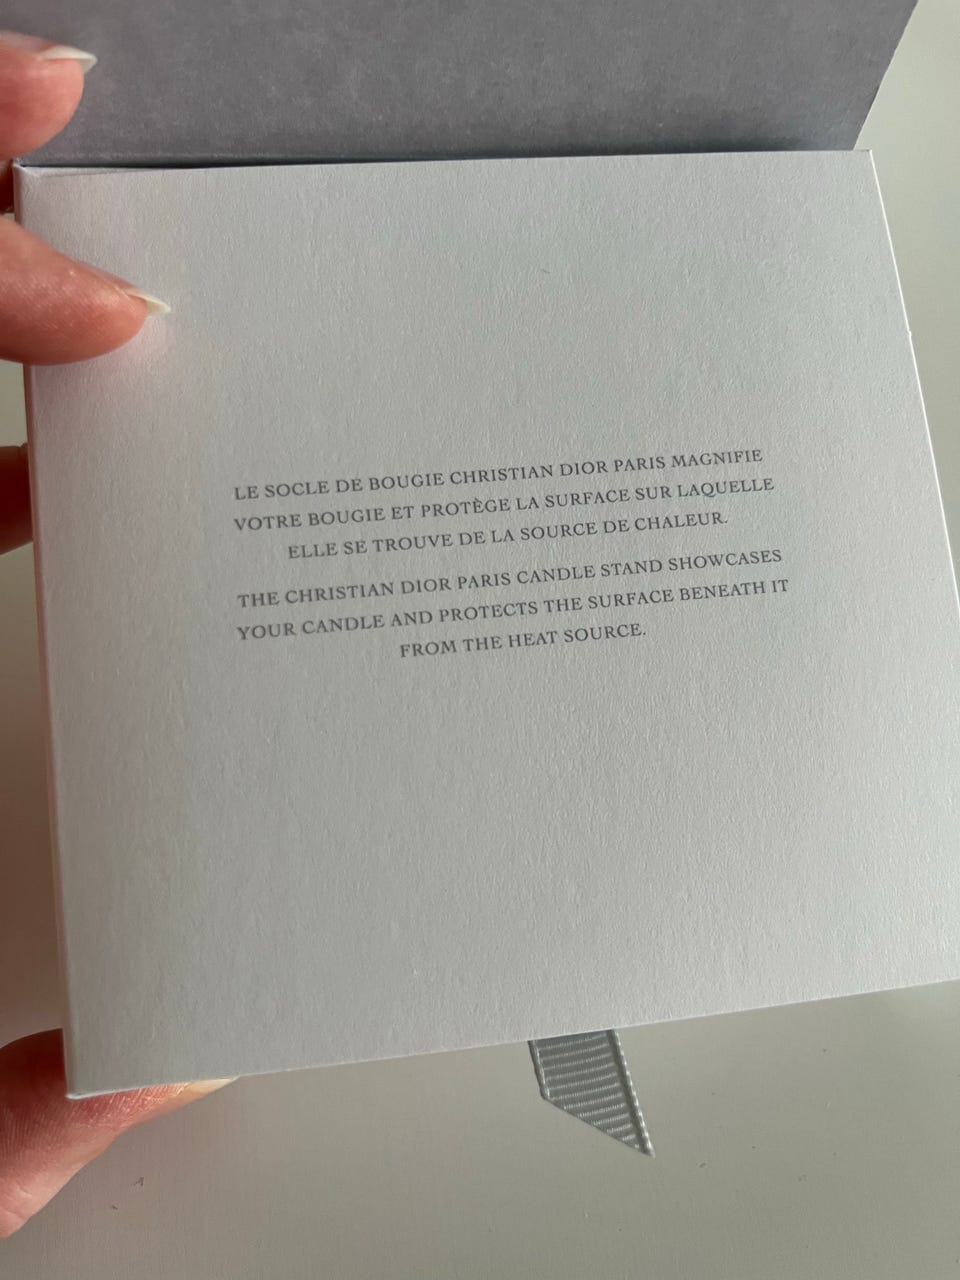 LE SOCLE DE BOUGIE CHRISTIAN DIOR PARIS MAGNIFIE
VOTRE BOUGIE ET PROTÈGE LA SURFACE SUR LAQUELLE
ELLE SE TROUVE DE LA SOURCE DE CHALEUR.
THE CHRISTIAN DIOR PARIS CANDLE STAND SHOWCASES
YOUR CANDLE AND PROTECTS THE SURFACE BENEATH IT
FROM THE HEAT SOURCE.